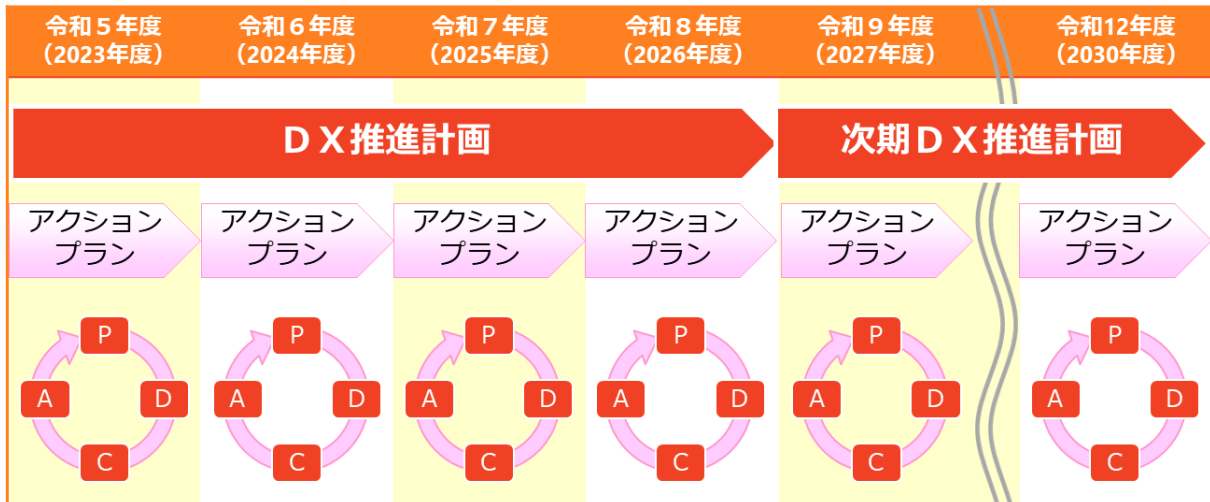 令和５年度
（2023年度）
令和６年度
（2024年度）
令和７年度
（2025年度）
令和８年度
（2026年度）
令和９年度
（2027年度）
令和12年度
（2030年度）
ＤＸ推進計画
次期ＤＸ推進計画
アクション
プラン
アクション
プラン
アクション
プラン
アクション
プラン
アクション
プラン
アクション
プラン
P
A
D
C
P
A
D
C
P
A
D
C
P
A
D
C
P
A
D
C
P
A
D
C